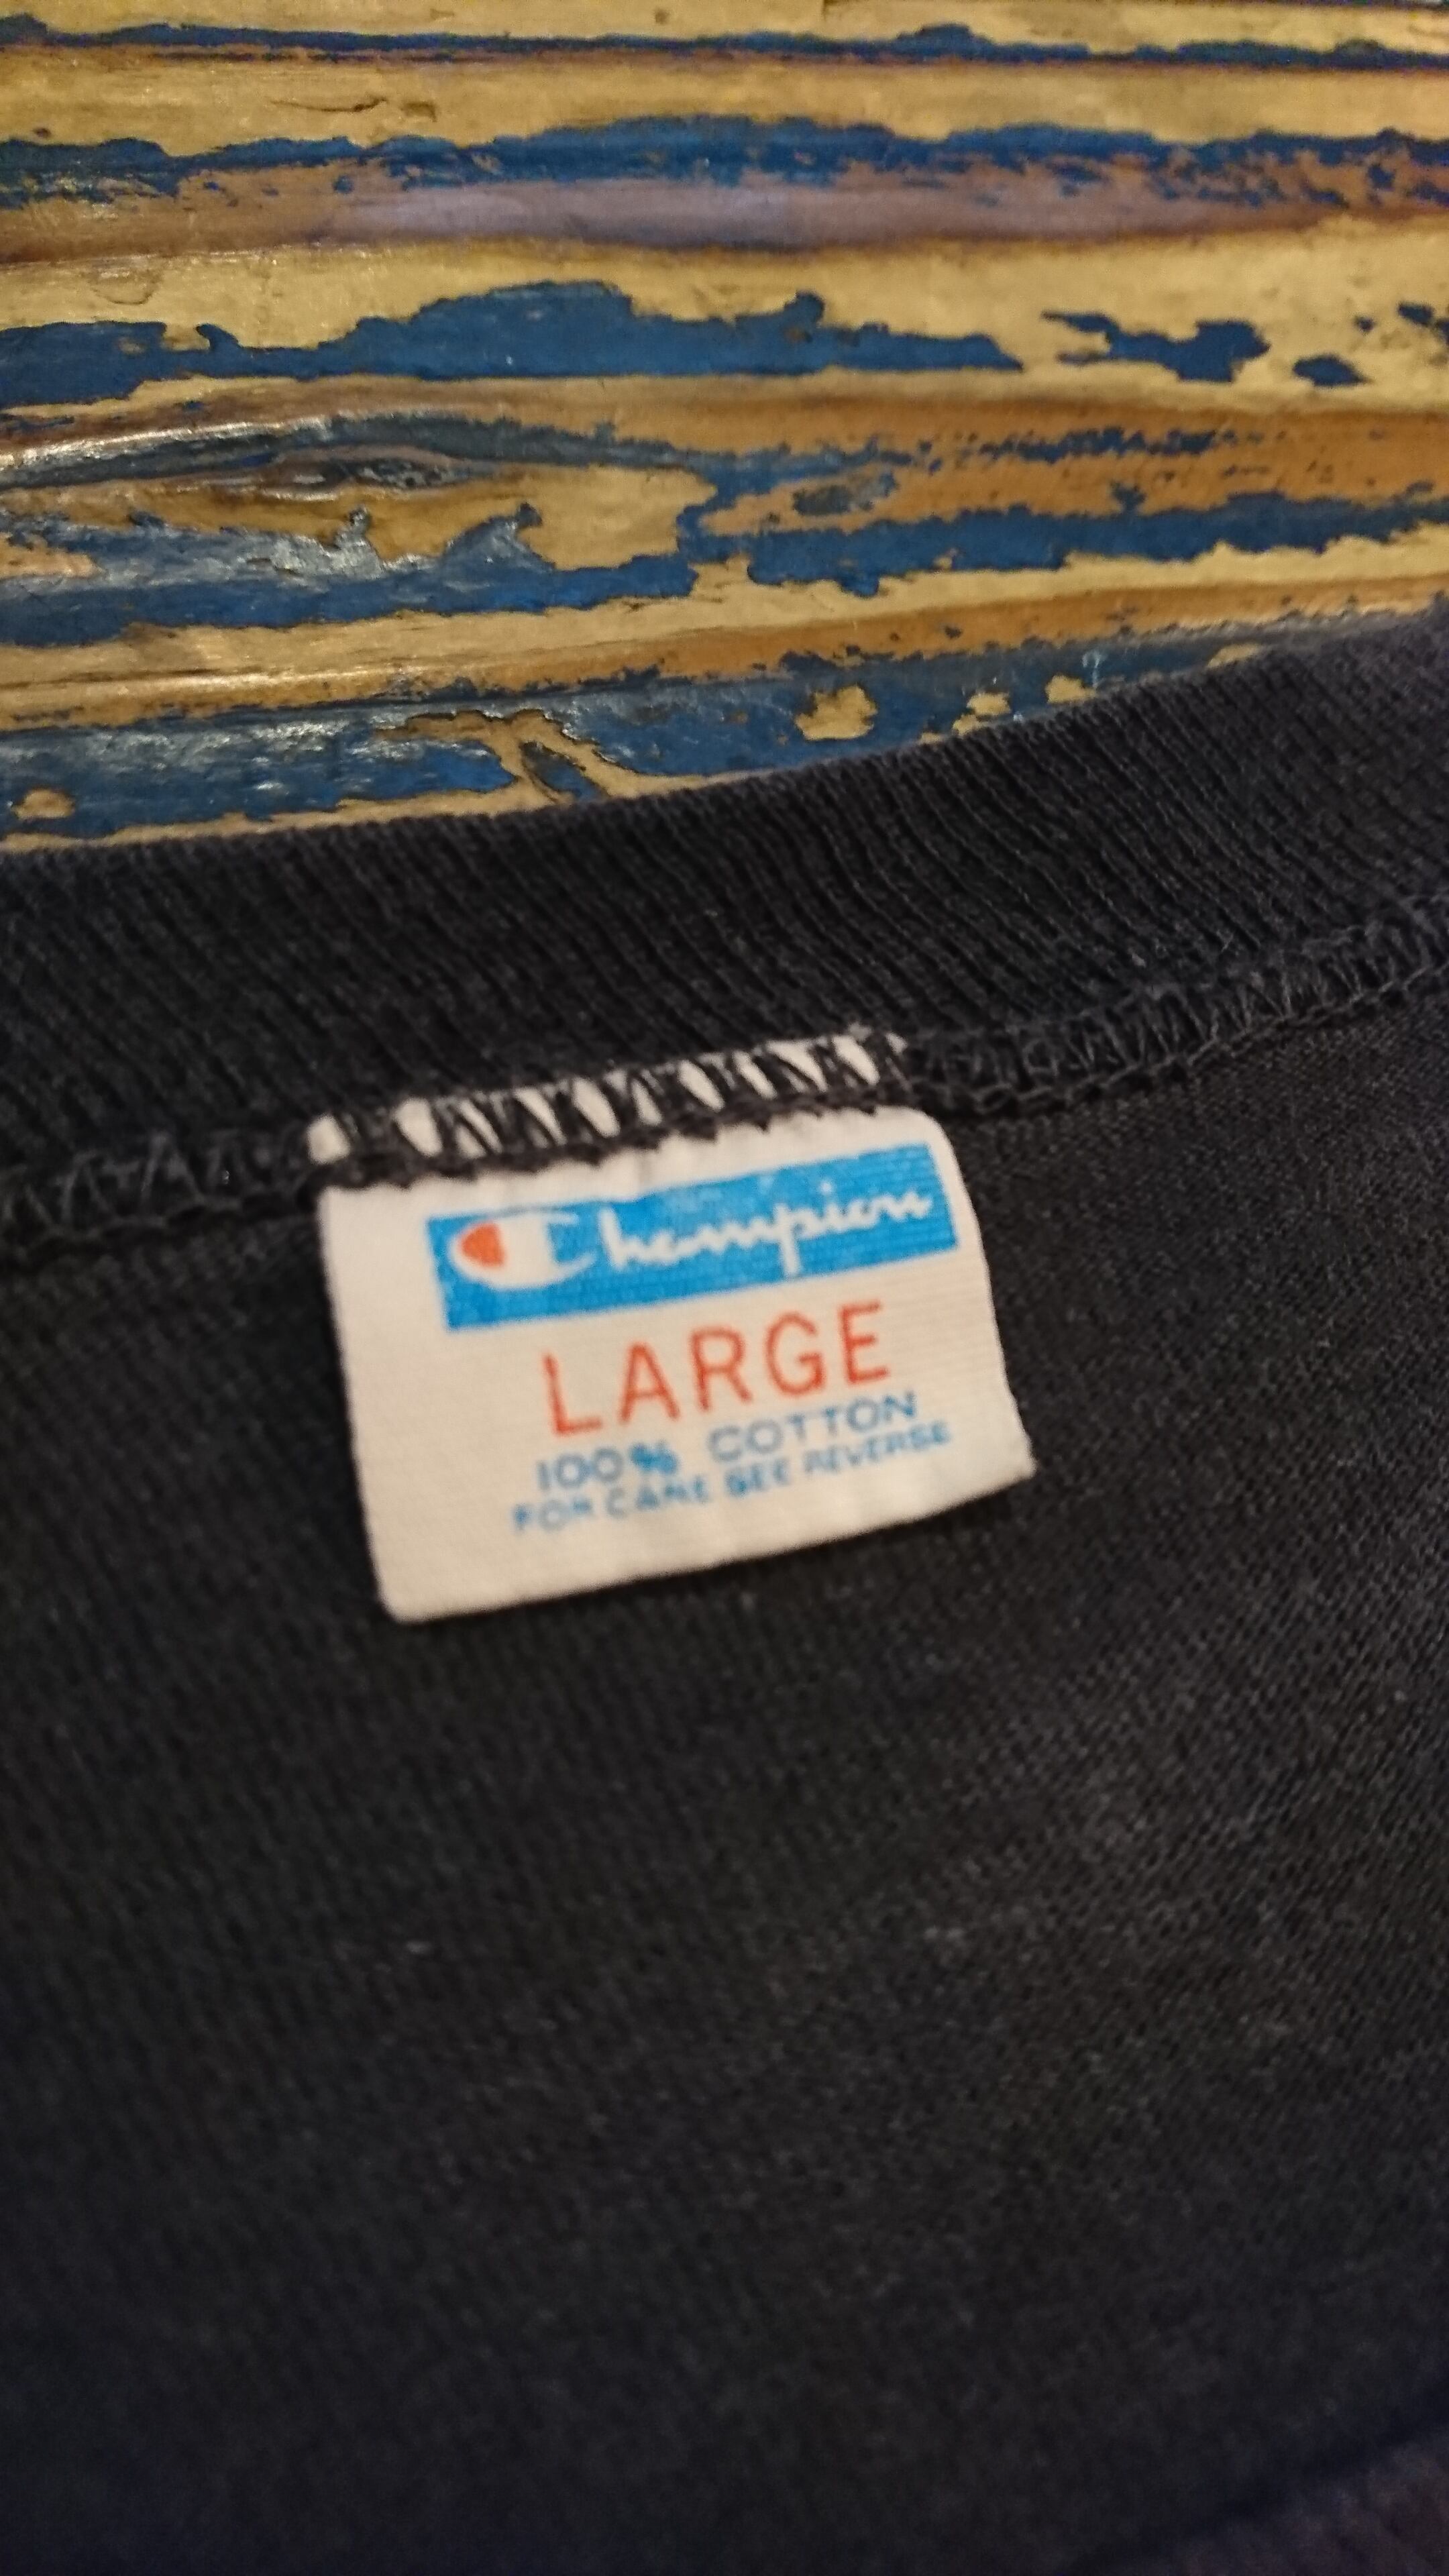 Champion
LARGE
100% COTTON
FOR CARE SEE REVERSE